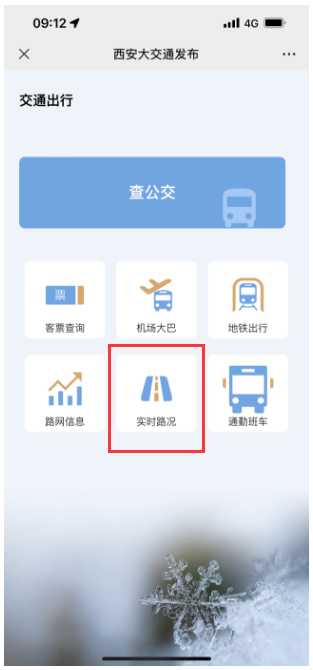 09:12
4G
西安大交通发布
交通出行
查公交
票
客票查询
机场大巴
地铁出行
路网信息
实时路况
通勤班车